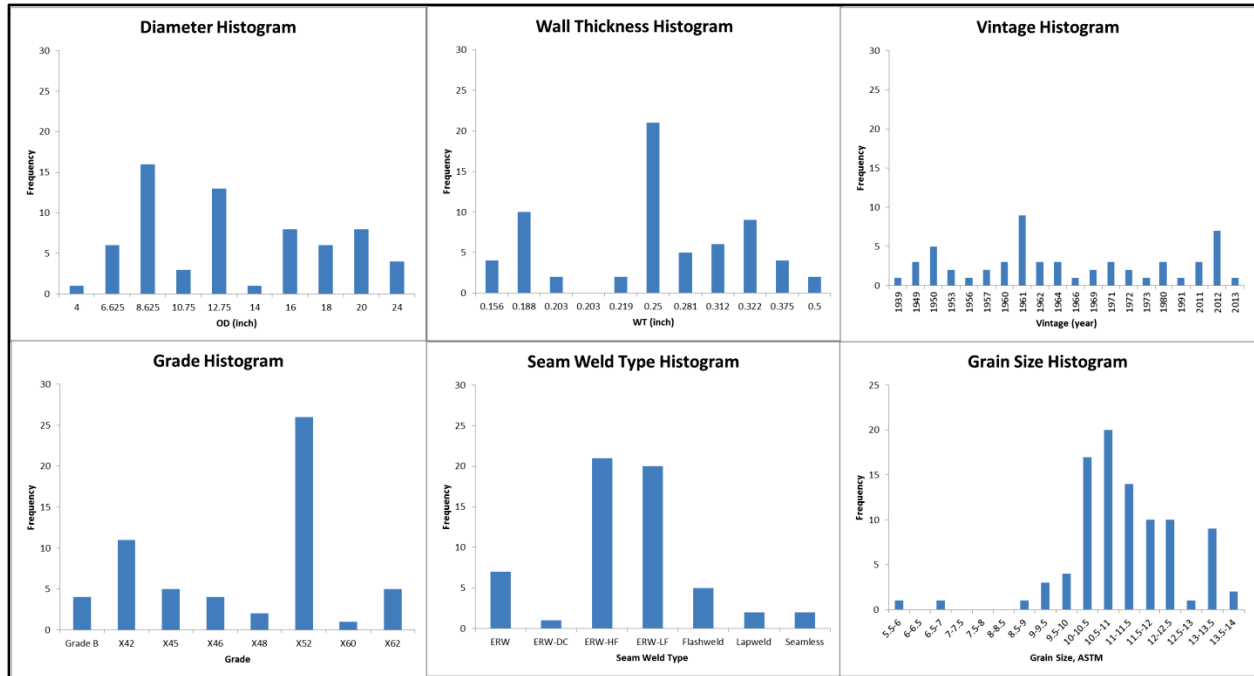 Diameter Histogram
30
25
20
15
10
5
0
Frequency
4 6.625 8.625 10.75 12.75 14 16 18 20 24
OD (inch)
Wall Thickness Histogram
30
25
20
15
10
5
0
Frequency
0.156 0.188 0.203 0.203 0.219 0.25 0.281 0.312 0.322 0.375 0.5
WT (inch)
Vintage Histogram
30
25
20
15
10
5
0
Frequency
1939 1949 1950 1953 1956 1957 1960 1961 1962 1964 1966 1969 1971 1972 1973 1980 1991 2011 2012 2013
Vintage (year)
Grade Histogram
30
25
20
15
10
5
0
Frequency
Grade B X42 X45 X46 X48 X52 X60 X62
Grade
Seam Weld Type Histogram
30
25
20
15
10
5
0
Frequency
ERW ERW-DC ERW-HF ERW-LF Flashweld Lapweld Seamless
Seam Weld Type
Grain Size Histogram
25
20
15
10
5
0
Frequency
5.5-6 6-6.5 6.5-7 7-7.5 7.5-8 8-8.5 8.5-9 9-9.5 9.5-10 10-10.5 10.5-11 11-11.5 11.5-12 12-12.5 12.5-13 13-13.5 13.5-14
Grain Size, ASTM